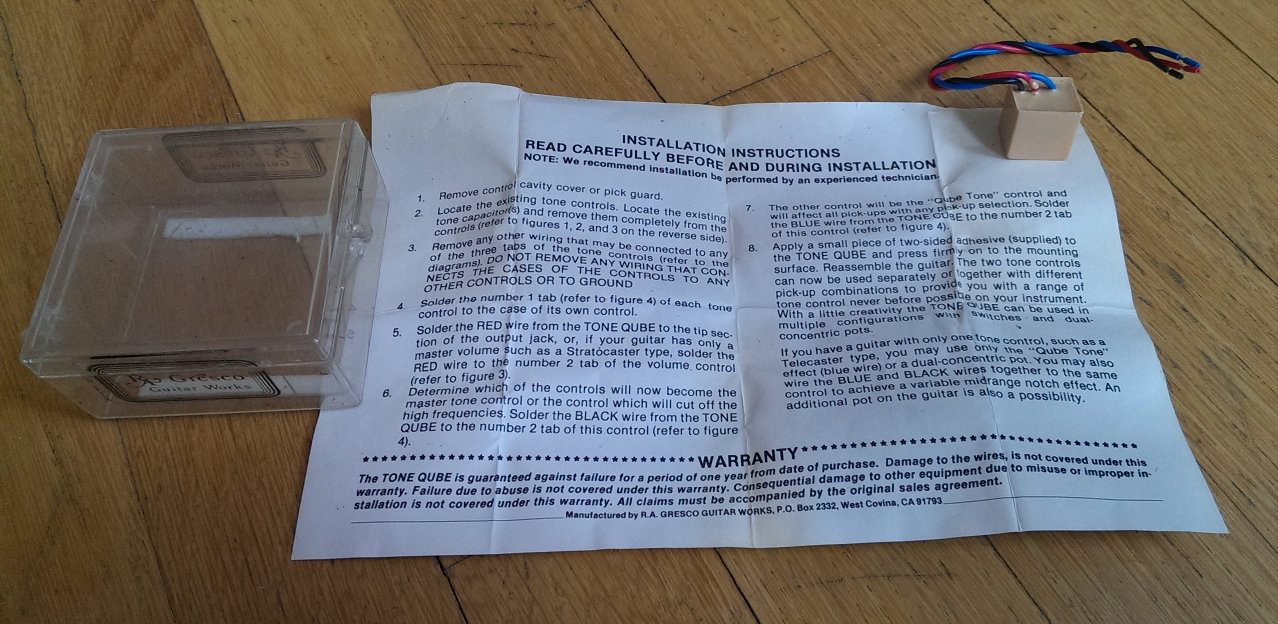 RA Gresco
Guitar Works
INSTALLATION INSTRUCTIONS
READ CAREFULLY BEFORE AND DURING INSTALLATION
NOTE: We recommend installation be performed by an experienced technician.
1. Remove control cavity cover or pick guard.
2. Locate the existing tone controls. Locate the existing
tone capacitor(s) and remove them completely from the
controls (refer to figures 1, 2, and 3 on the reverse side).
3. Remove any other wiring that may be connected to any
of the three tabs of the tone controls (refer to the
diagrams). DO NOT REMOVE ANY WIRING THAT CON-
NECTS THE CASES OF THE CONTROLS TO ANY
OTHER CONTROLS OR TO GROUND
4. Solder the number 1 tab (refer to figure 4) of each tone
control to the case of its own control.
5. Solder the RED wire from the TONE QUBE to the tip sec-
tion of the output jack, or, if your guitar has only a
master volume such as a Stratocaster type, solder the
RED wire to the number 2 tab of the volume control
(refer to figure 3).
6. Determine which of the controls will now become the
master tone control or the control which will cut off the
high frequencies. Solder the BLACK wire from the TONE
QUBE to the number 2 tab of this control (refer to figure
4).
7. The other control will be the "Qube Tone" control and
will affect all pick-ups with any pick-up selection. Solder
the BLUE wire from the TONE QUBE to the number 2 tab
of this control (refer to figure 4).
8. Apply a small piece of two-sided adhesive (supplied) to
the TONE QUBE and press firmly on to the mounting
surface. Reassemble the guitar. The two tone controls
can now be used separately or together with different
pick-up combinations to provide you with a range of
tone control never before possible on your instrument.
With a little creativity the TONE QUBE can be used in
multiple configurations with switches and dual-
concentric pots.
If you have a guitar with only one tone control, such as a
Telecaster type, you may use only the "Qube Tone"
effect (blue wire) or a dual-concentric pot. You may also
wire the BLUE and BLACK wires together to the same
control to achieve a variable midrange notch effect. An
additional pot on the guitar is also a possibility.
WARRANTY
The TONE QUBE is guaranteed against failure for a period of one year from date of purchase. Damage to the wires, is not covered under this
warranty. Failure due to abuse is not covered under this warranty. Consequential damage to other equipment due to misuse or improper in-
stallation is not covered under this warranty. All claims must be accompanied by the original sales agreement.
Manufactured by R.A. GRESCO GUITAR WORKS, P.O. Box 2332, West Covina, CA 91793